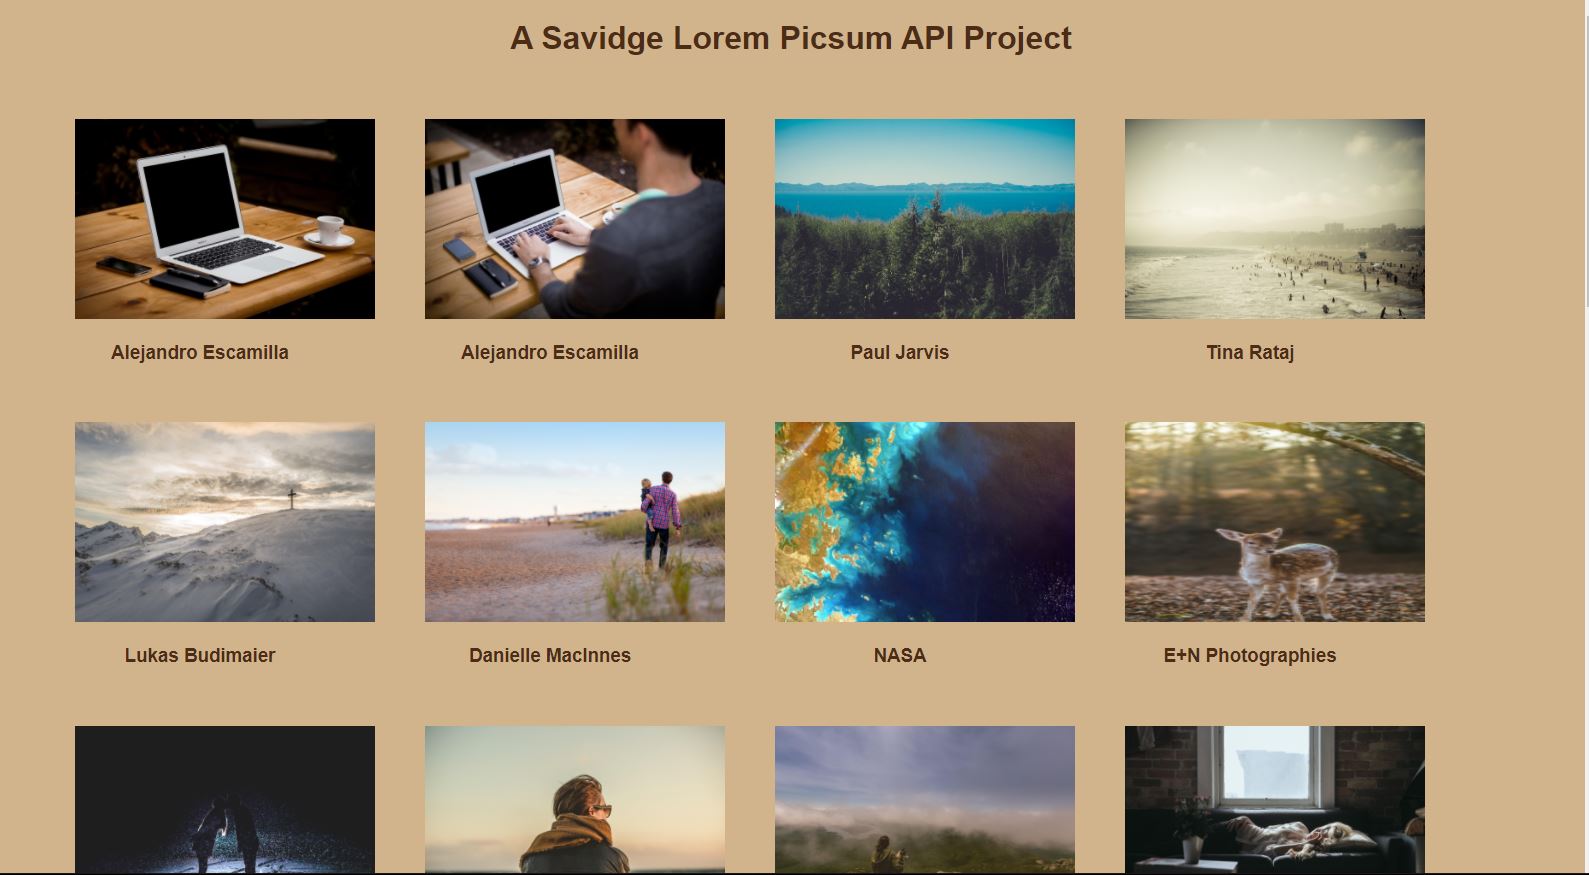 A Savidge Lorem Picsum API Project
Alejandro Escamilla
Alejandro Escamilla
Paul Jarvis
Tina Rataj
Lukas Budimaier
Danielle MacInnes
NASA
E+N Photographies